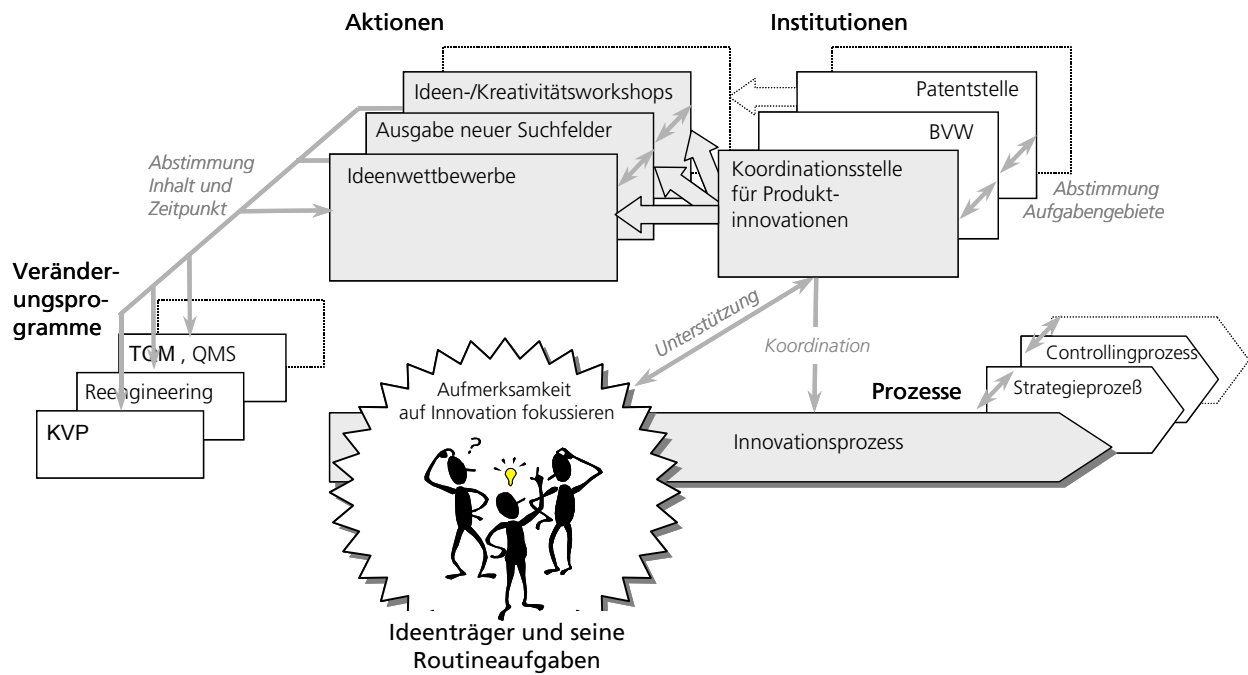 Aktionen
Institutionen
Ideen-/Kreativitätsworkshops
Patentstelle
Ausgabe neuer Suchfelder
BVW
Abstimmung
Inhalt und
Zeitpunkt
Ideenwettbewerbe
Koordinationsstelle
für Produkt-
innovationen
Abstimmung
Aufgabengebiete
Veränder-
ungspro-
gramme
Unterstützung
Koordination
TQM , QMS
Reengineering
KVP
Controllingprozess
Prozesse
Strategieprozeß
Aufmerksamkeit
auf Innovation fokussieren
Innovationsprozess
?
Ideenträger und seine
Routineaufgaben